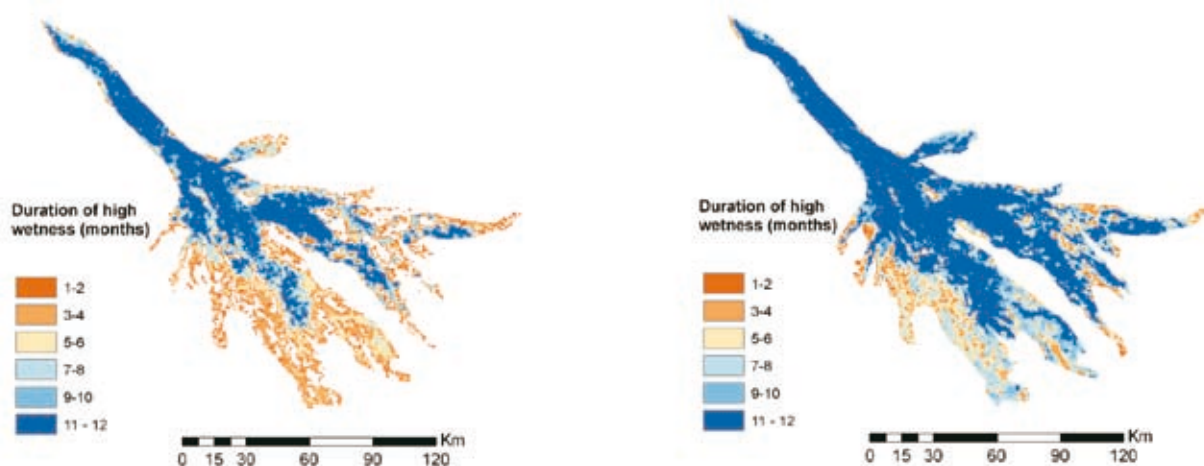 Duration of high
wetness (months)
1-2
3-4
5-6
7-8
9-10
11 - 12
Km
0 15 30 60 90 120
Duration of high
wetness (months)
1-2
3-4
5-6
7-8
9-10
11 - 12
Km
0 15 30 60 90 120